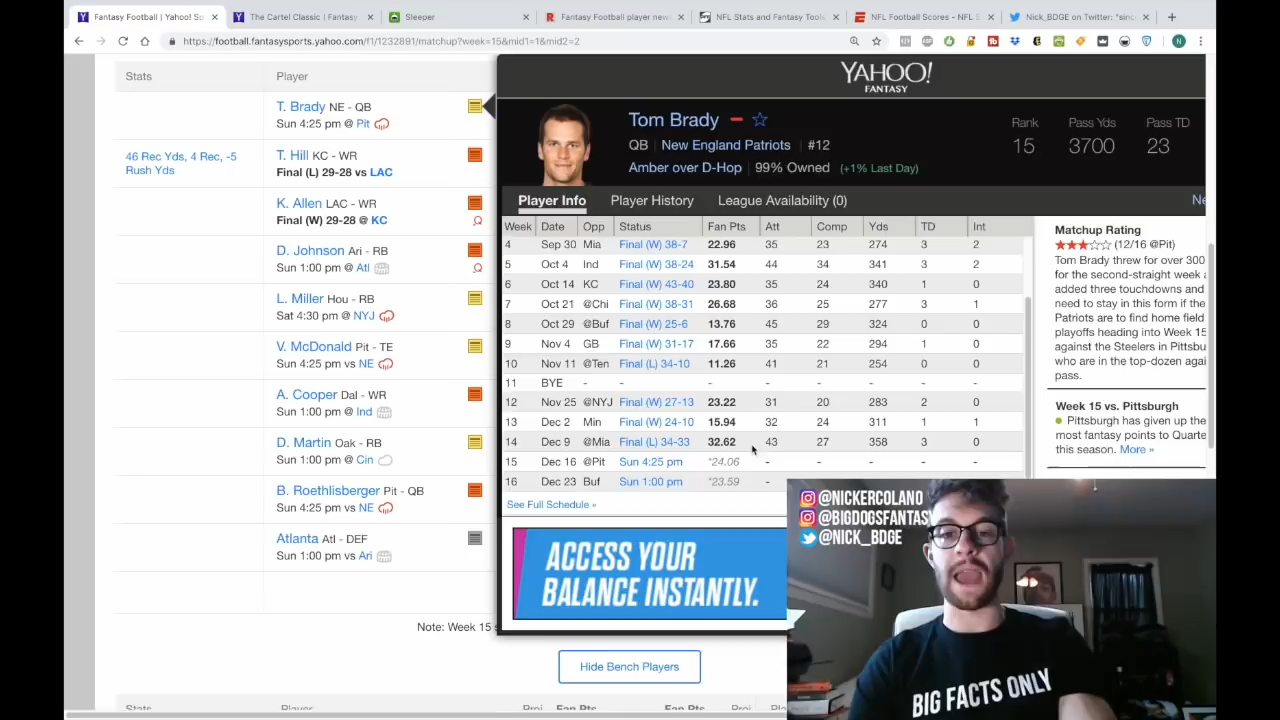 Fantasy Football | Yahoo! Sp
The Cartel Classic | Fantasy
Sleeper
Fantasy Football player new
NFL Stats and Fantasy Tools
NFL Football Scores - NFL S
Nick_BDGE on Twitter: "sinc
https://football.fantasysports.yahoo.com/f1/1232891/matchup?week=15&mid1=1&mid2=2
Stats Player
T. Brady NE - QB
Sun 4:25 pm @ Pit
46 Rec Yds, 4 Rec, -5
Rush Yds
T. Hill KC - WR
Final (L) 29-28 vs LAC
K. Allen LAC - WR
Final (W) 29-28 @ KC
D. Johnson Ari - RB
Sun 1:00 pm @ Atl
L. Miller Hou - RB
Sat 4:30 pm @ NYJ
V. McDonald Pit - TE
Sun 4:25 pm vs NE
A. Cooper Dal - WR
Sun 1:00 pm @ Ind
D. Martin Oak - RB
Sun 1:00 pm @ Cin
B. Roethlisberger Pit - QB
Sun 4:25 pm vs NE
Atlanta Atl - DEF
Sun 1:00 pm vs Ari
Note: Week 15 s
Hide Bench Players
Stats Player Proj Fan Pts Fan Pts Proj Pla
YAHOO!
FANTASY
Tom Brady
QB New England Patriots #12
Amber over D-Hop 99% Owned (+1% Last Day)
Rank Pass Yds Pass TD
15 3700 23
Player Info Player History League Availability (0) Ne
Week Date Opp Status Fan Pts Att Comp Yds TD Int
4 Sep 30 Mia Final (W) 38-7 22.96 35 23 274 3 2
5 Oct 4 Ind Final (W) 38-24 31.54 44 34 341 3 2
6 Oct 14 KC Final (W) 43-40 23.80 35 24 340 1 0
7 Oct 21 @Chi Final (W) 38-31 26.68 36 25 277 3 1
8 Oct 29 @Buf Final (W) 25-6 13.76 45 29 324 0 0
9 Nov 4 GB Final (W) 31-17 17.66 35 22 294 1 0
10 Nov 11 @Ten Final (L) 34-10 11.26 41 21 254 0 0
11 BYE - - - - - - - -
12 Nov 25 @NYJ Final (W) 27-13 23.22 31 20 283 2 0
13 Dec 2 Min Final (W) 24-10 15.94 32 24 311 1 1
14 Dec 9 @Mia Final (L) 34-33 32.62 43 27 358 3 0
15 Dec 16 @Pit Sun 4:25 pm *24.06 - - - - -
16 Dec 23 Buf Sun 1:00 pm *23.59 -
See Full Schedule »
Matchup Rating
(12/16 @Pit)
Tom Brady threw for over 300
for the second-straight week a
added three touchdowns and
need to stay in this form if the
Patriots are to find home field
playoffs heading into Week 15
against the Steelers in Pittsbu
who are in the top-dozen agai
pass.
Week 15 vs. Pittsburgh
Pittsburgh has given up the
most fantasy points to Quarte
this season. More »
ACCESS YOUR
BALANCE INSTANTLY.
@NICKERCOLANO
@BIGDOGSFANTASY
@NICK_BDGE
BIG FACTS ONLY